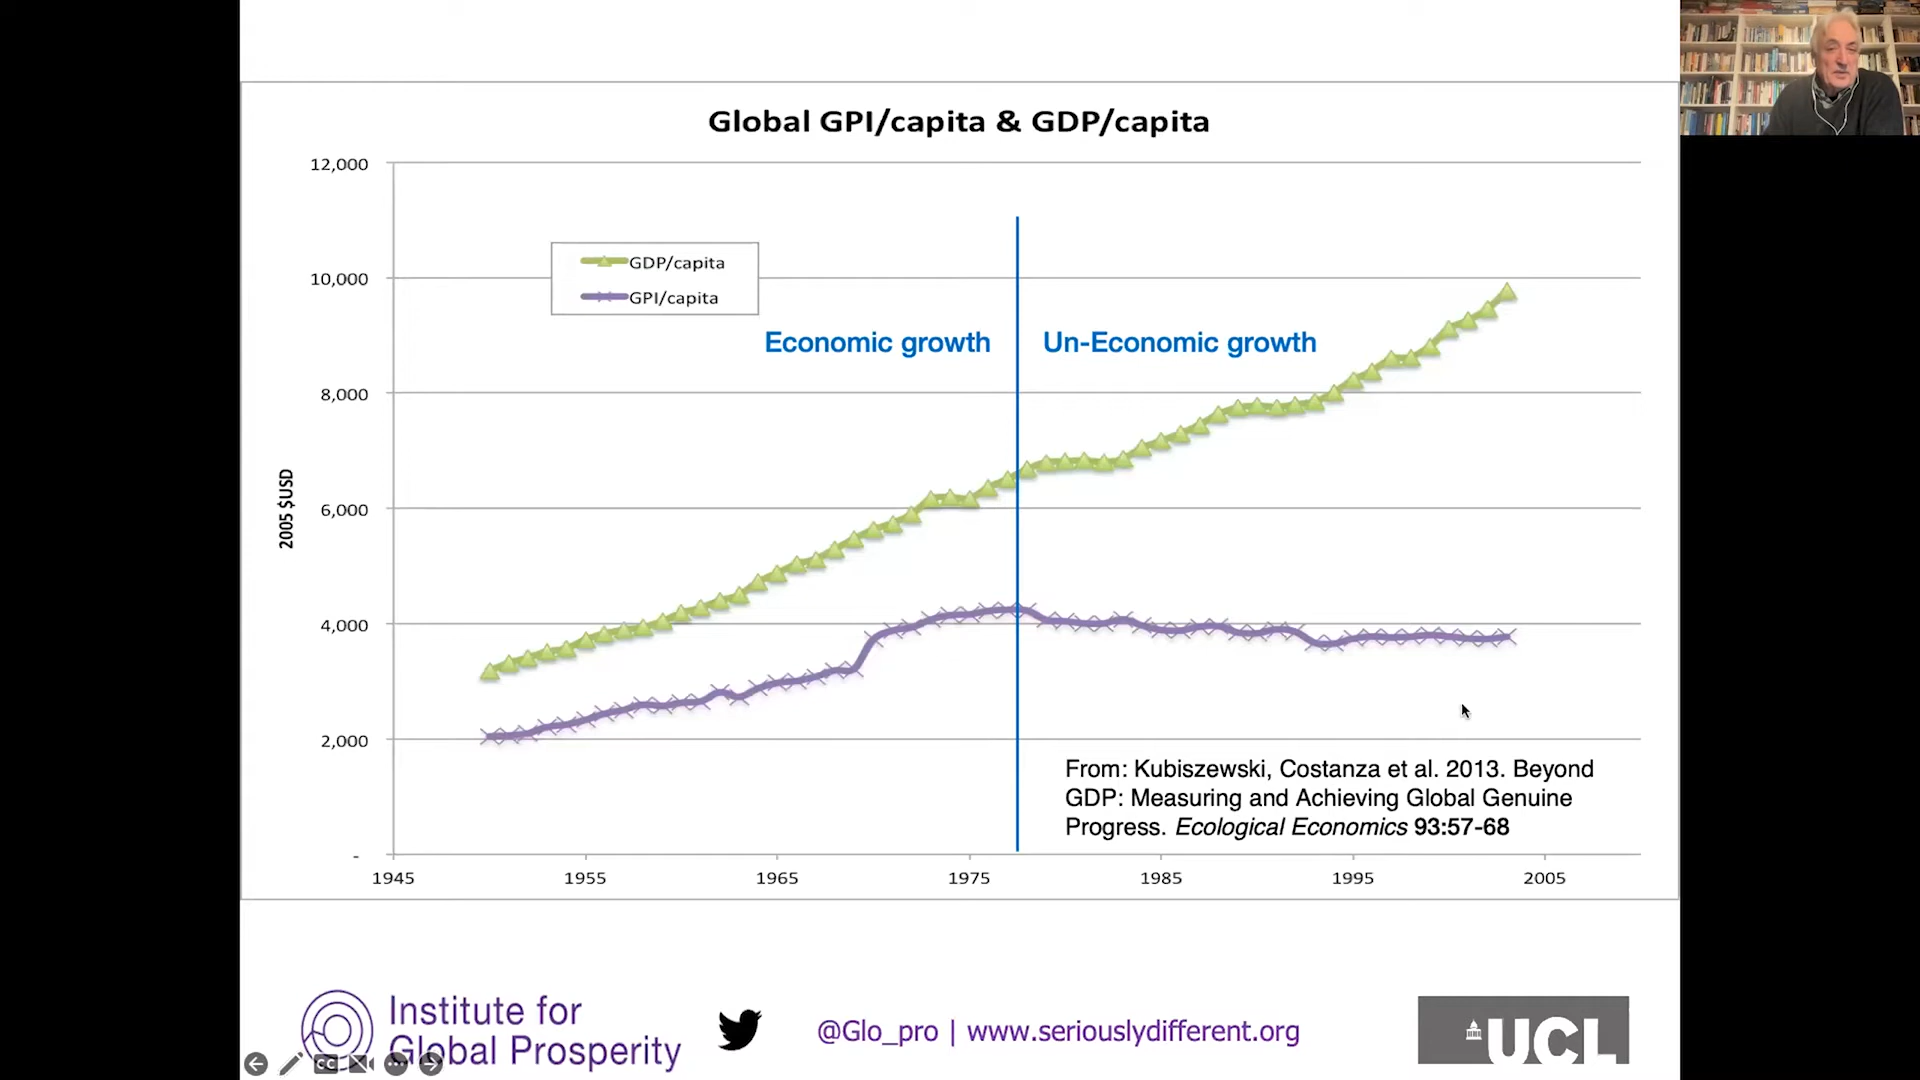 Global GPI/capita & GDP/capita
12,000
10,000
8,000
6,000
4,000
2,000
-
2005 $USD
GDP/capita
GPI/capita
Economic growth
Un-Economic growth
From: Kubiszewski, Costanza et al. 2013. Beyond
GDP: Measuring and Achieving Global Genuine
Progress. Ecological Economics 93:57-68
1945
1955
1965
1975
1985
1995
2005
Institute for
Global Prosperity
@Glo_pro | www.seriouslydifferent.org
UCL
CC